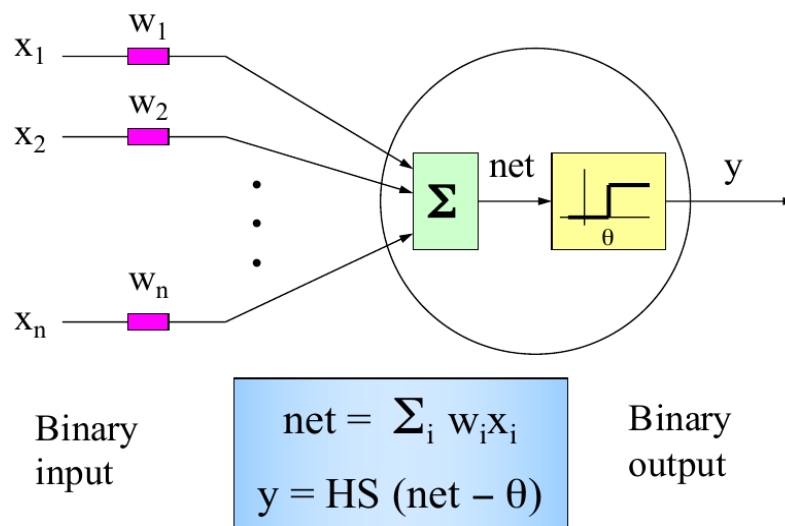 x₁ w₁
x₂ w₂
xₙ wₙ
Σ net θ y
Binary
input
net = Σᵢ wᵢxᵢ
y = HS (net – θ)
Binary
output